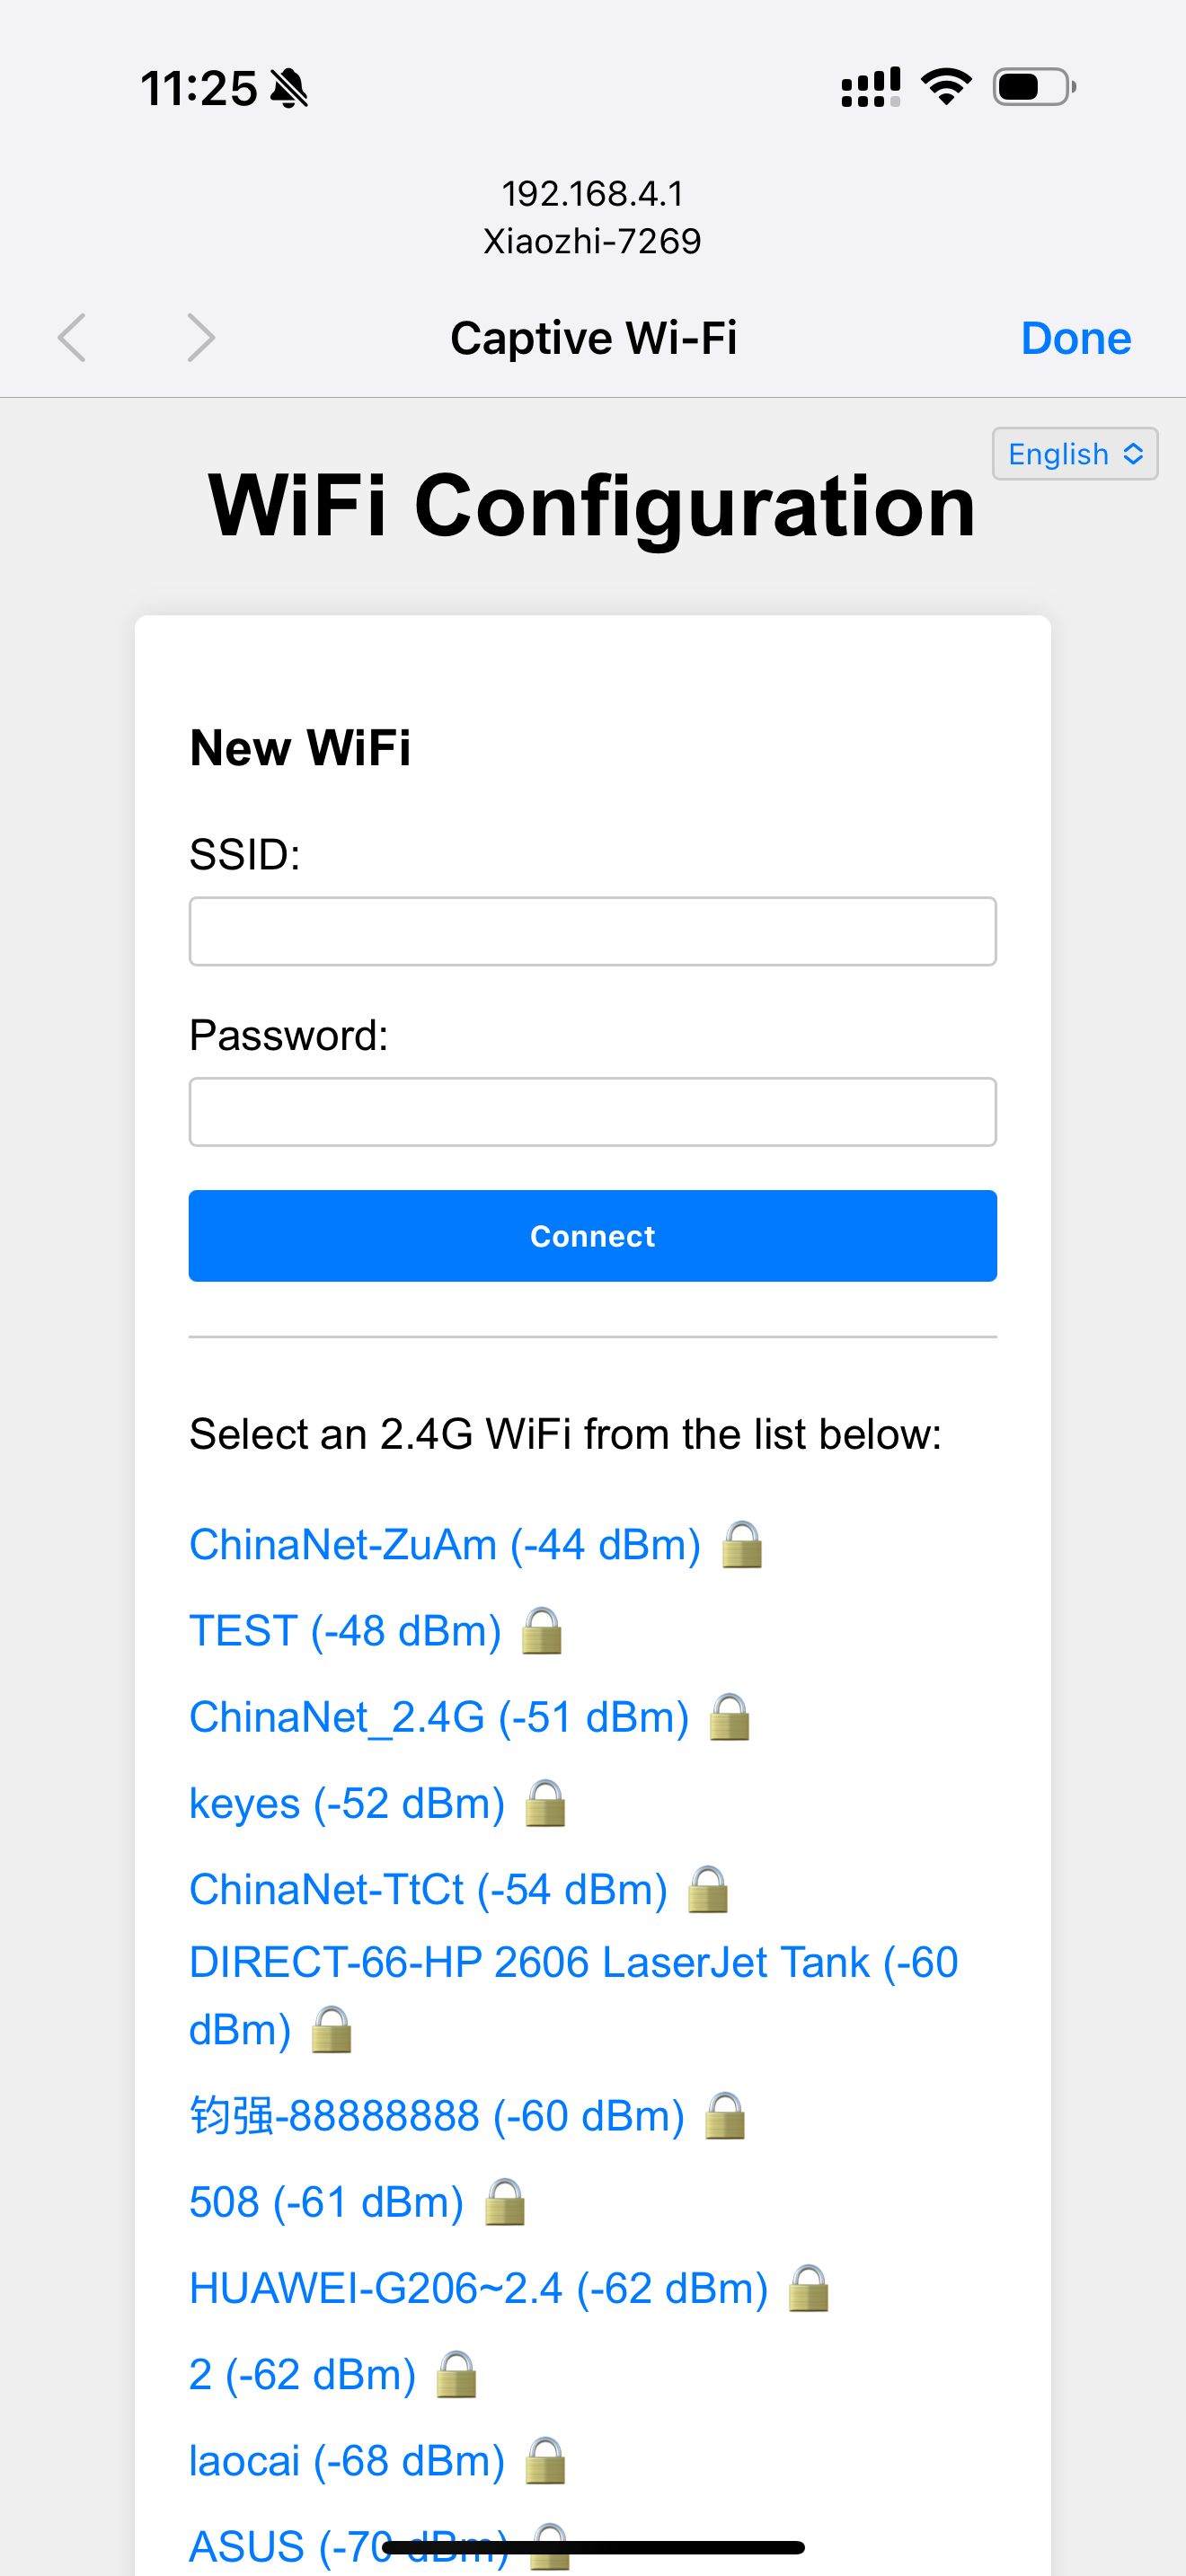 11:25
192.168.4.1
Xiaozhi-7269
Captive Wi-Fi
Done
English
WiFi Configuration
New WiFi
SSID:
Password:
Connect
Select an 2.4G WiFi from the list below:
ChinaNet-ZuAm (-44 dBm)
TEST (-48 dBm)
ChinaNet_2.4G (-51 dBm)
keyes (-52 dBm)
ChinaNet-TtCt (-54 dBm)
DIRECT-66-HP 2606 LaserJet Tank (-60
dBm)
钧强-88888888 (-60 dBm)
508 (-61 dBm)
HUAWEI-G206~2.4 (-62 dBm)
2 (-62 dBm)
laocai (-68 dBm)
ASUS (-70 dBm)